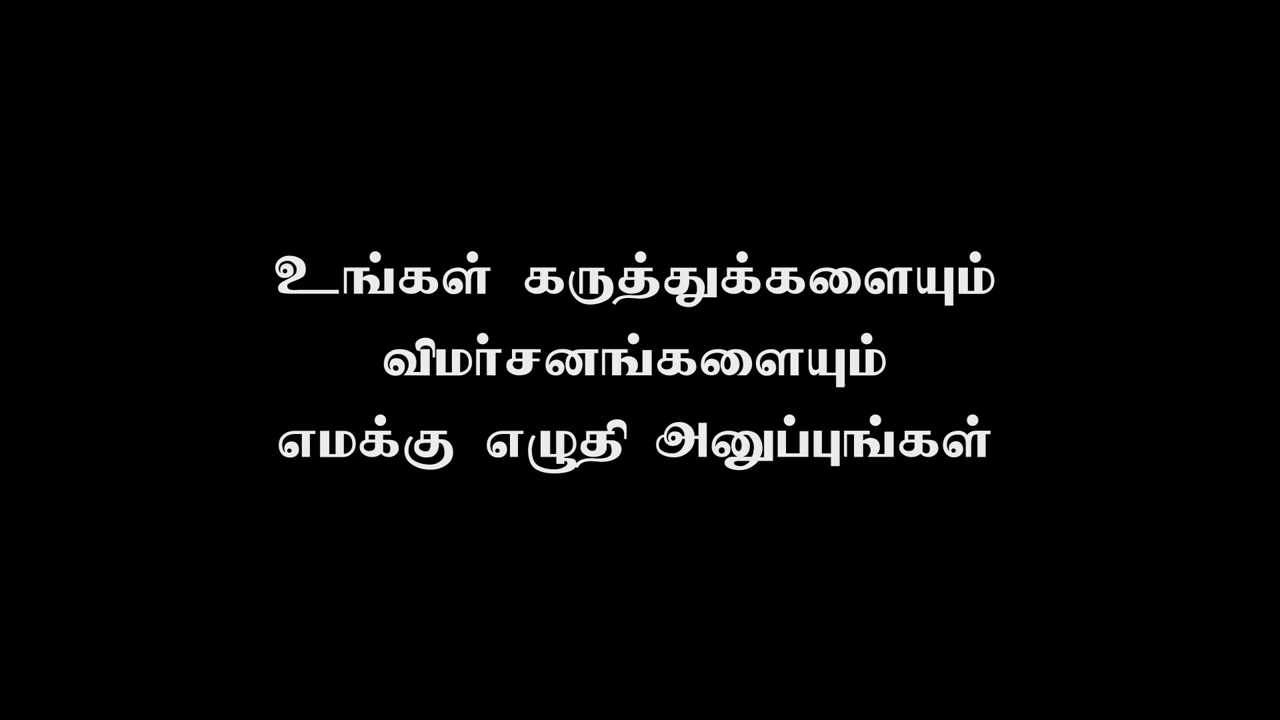 உங்கள் கருத்துக்களையும்
விமர்சனங்களையும்
எமக்கு எழுதி அனுப்புங்கள்